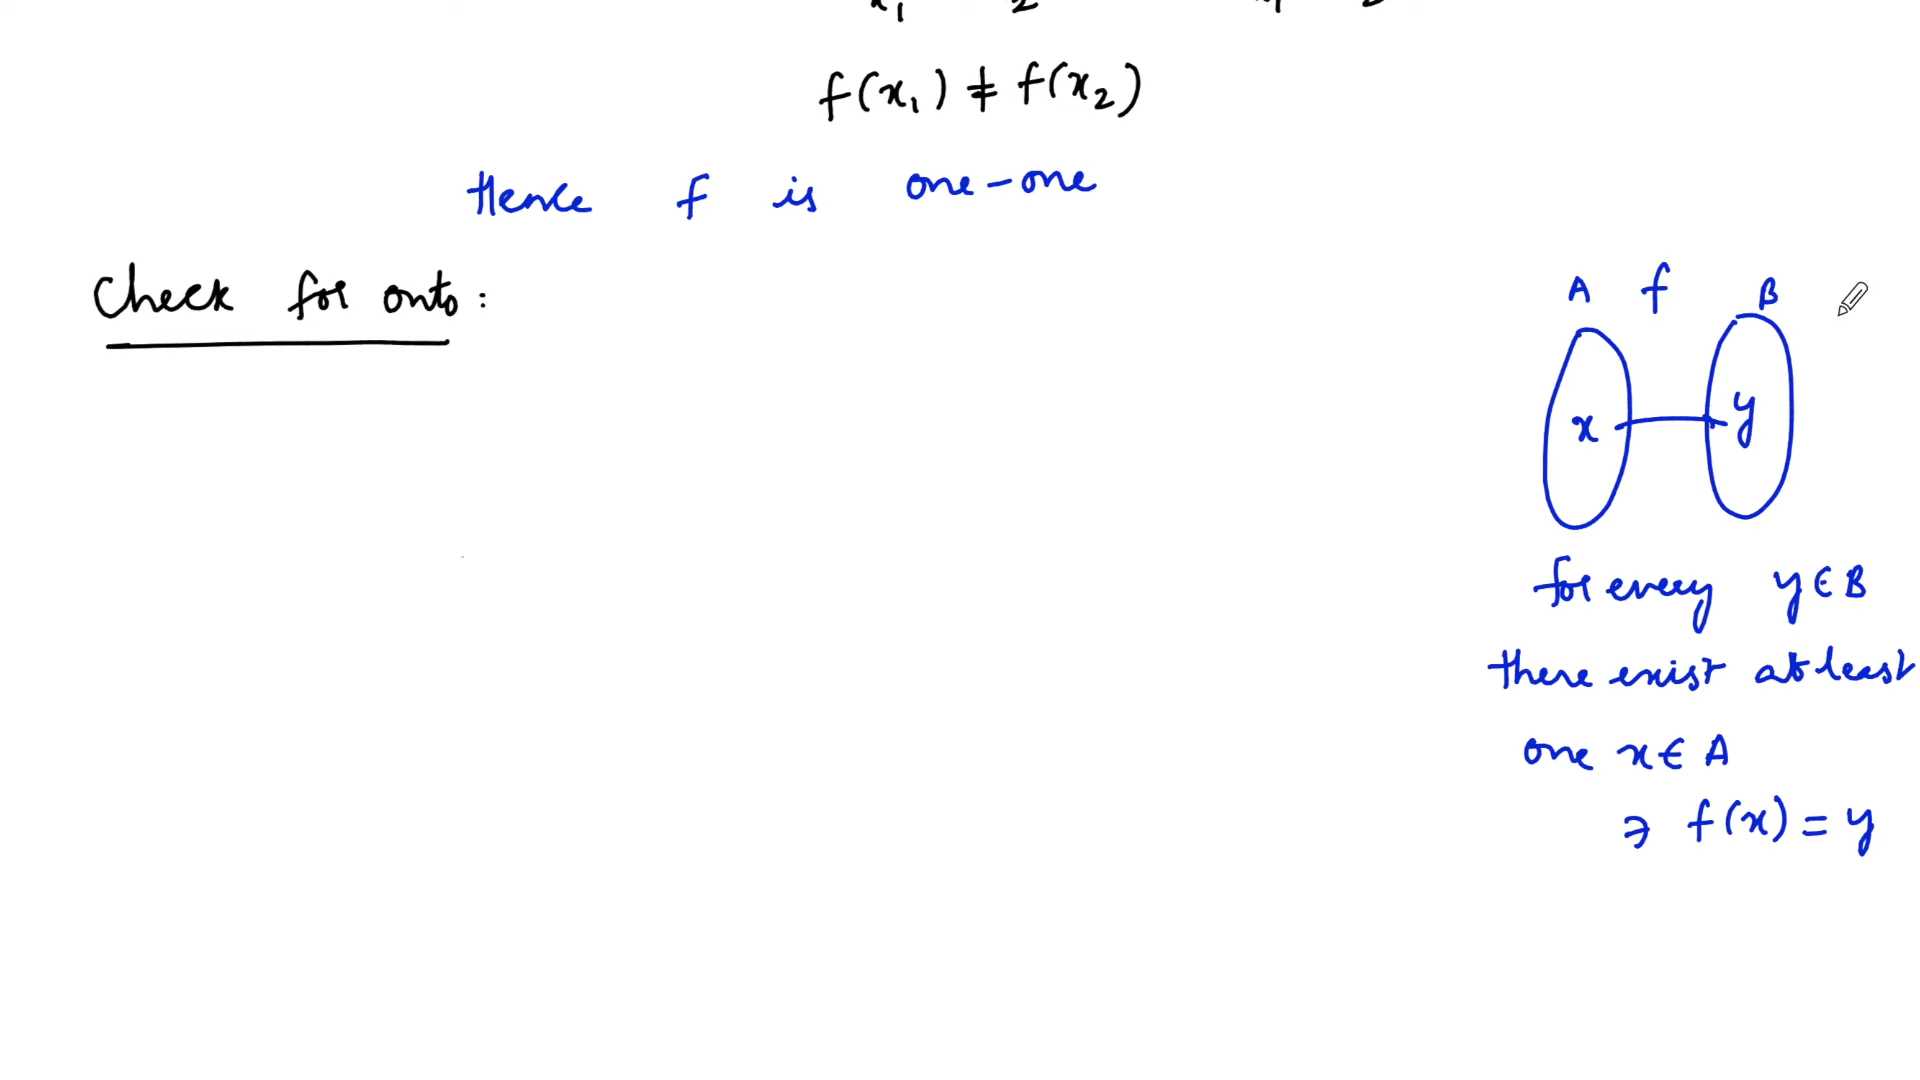 f(x₁) ≠ f(x₂)
Hence f is one-one
Check for onto:
A f B
x y
for every y∈B
there exist atleast
one x∈A
∋ f(x) = y